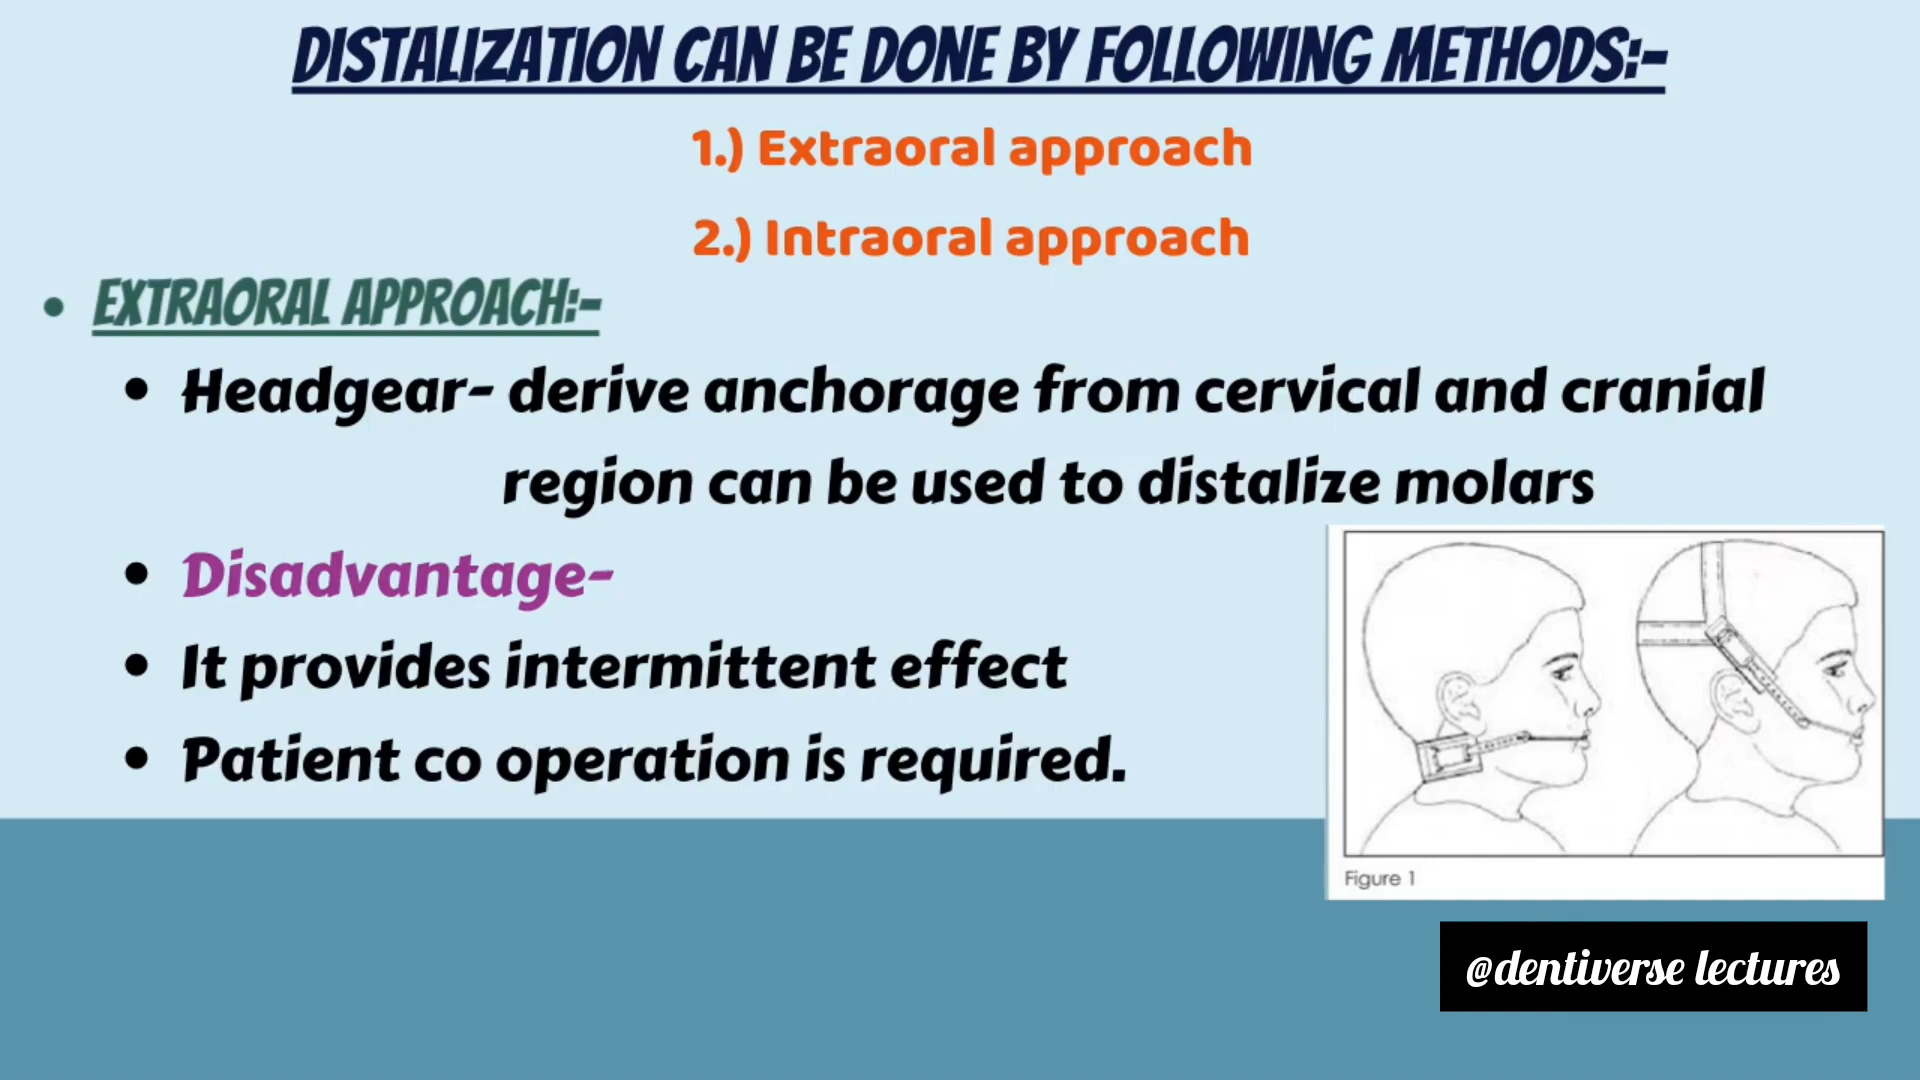 DISTALIZATION CAN BE DONE BY FOLLOWING METHODS:-
1.) Extraoral approach
2.) Intraoral approach
• EXTRAORAL APPROACH:-
• Headgear- derive anchorage from cervical and cranial
region can be used to distalize molars
• Disadvantage-
• It provides intermittent effect
• Patient co operation is required.
Figure 1
@dentiverse lectures